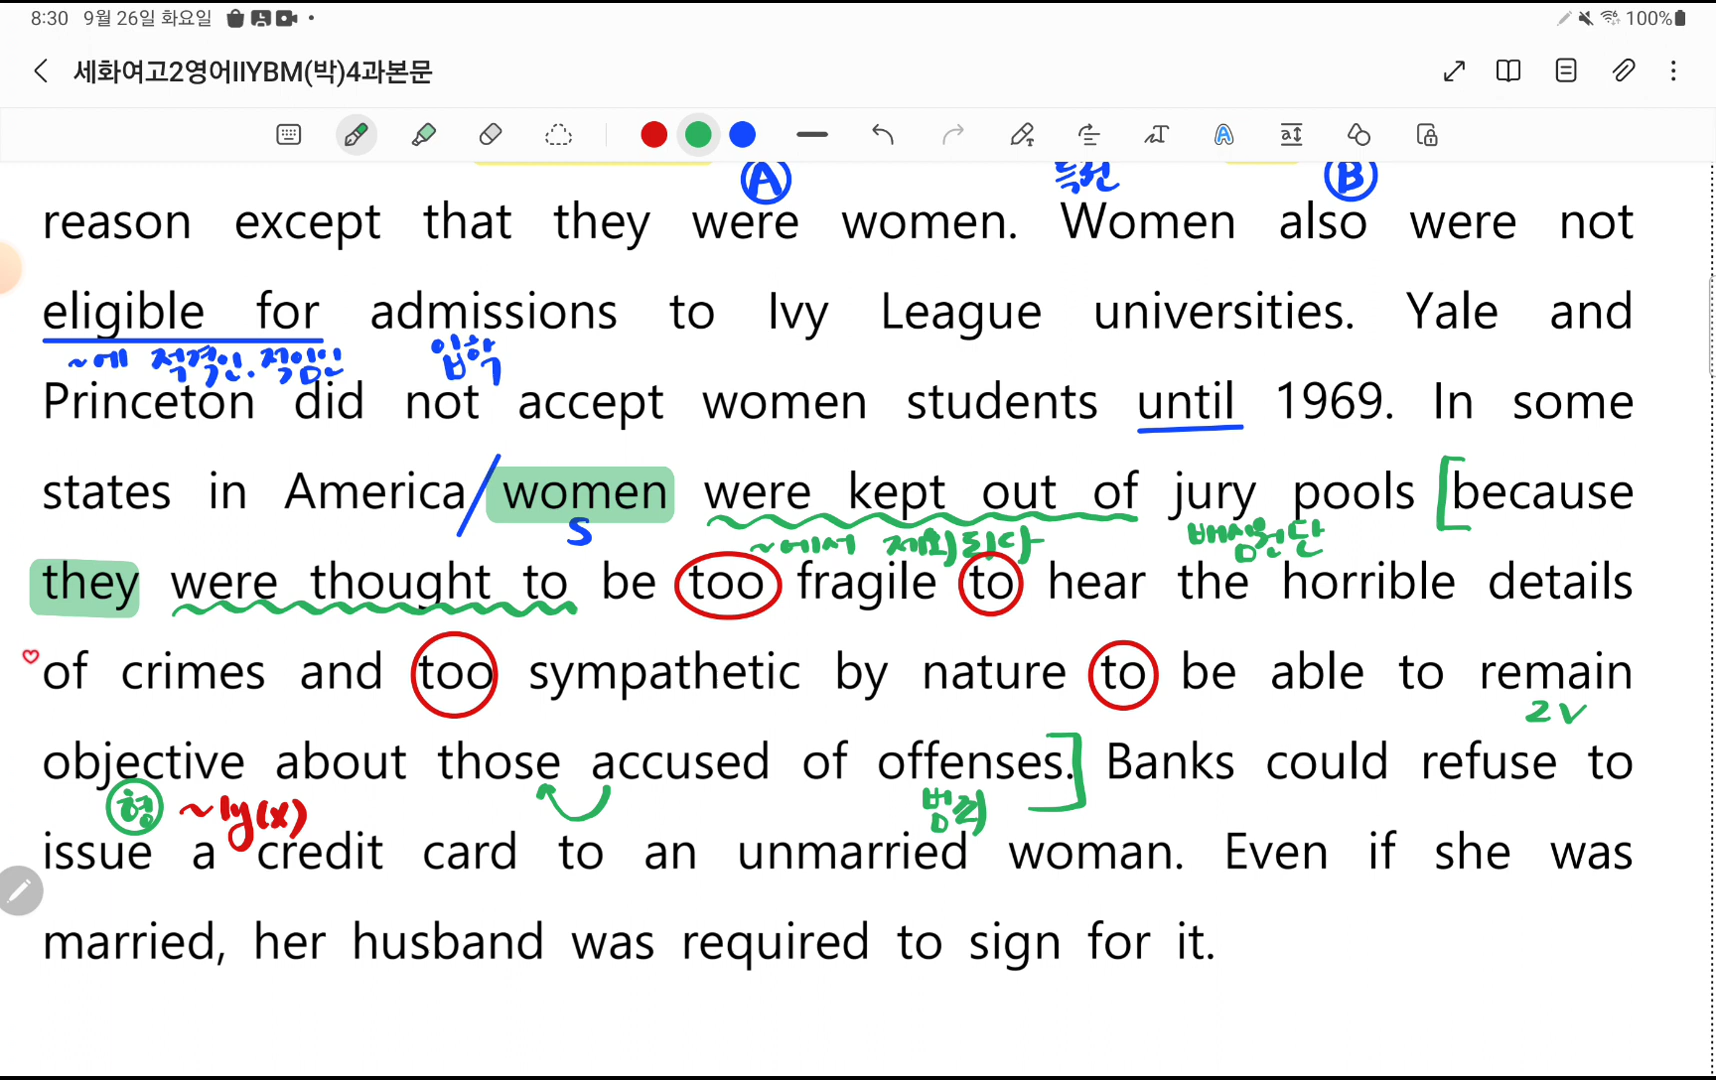 8:30 9월 26일 화요일 100%
세화여고2영어IIYBM(박)4과본문
A 특권 B
reason except that they were women. Women also were not
eligible for admissions to Ivy League universities. Yale and
~에 적격인. 적임인 입학
Princeton did not accept women students until 1969. In some
states in America/ women were kept out of jury pools [because
S ~에서 제외되다 배심원단
they were thought to be too fragile to hear the horrible details
♡ of crimes and too sympathetic by nature to be able to remain
2V
objective about those accused of offenses.] Banks could refuse to
형 ~ly(x) 범죄
issue a credit card to an unmarried woman. Even if she was
married, her husband was required to sign for it.